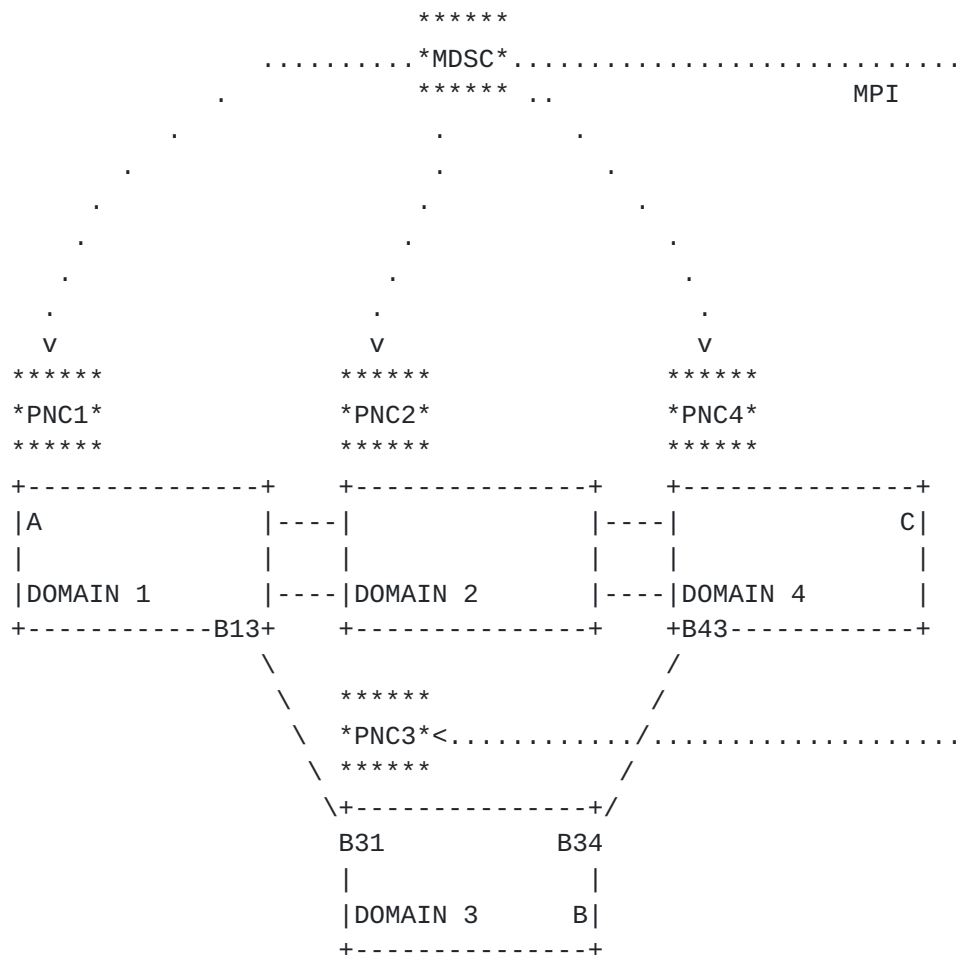 ******
..........*MDSC*.............................
. ****** .. MPI
. . .
. . .
. . .
. . .
. . .
. . .
v v v
****** ****** ******
*PNC1* *PNC2* *PNC4*
****** ****** ******
+---------------+ +---------------+ +---------------+
|A |----| |----| C|
| | | | | |
|DOMAIN 1 |----|DOMAIN 2 |----|DOMAIN 4 |
+------------B13+ +---------------+ +B43------------+
\ /
\ ****** /
\ *PNC3*<............/....................
\ ****** /
\+---------------+/
B31 B34
| |
|DOMAIN 3 B|
+---------------+